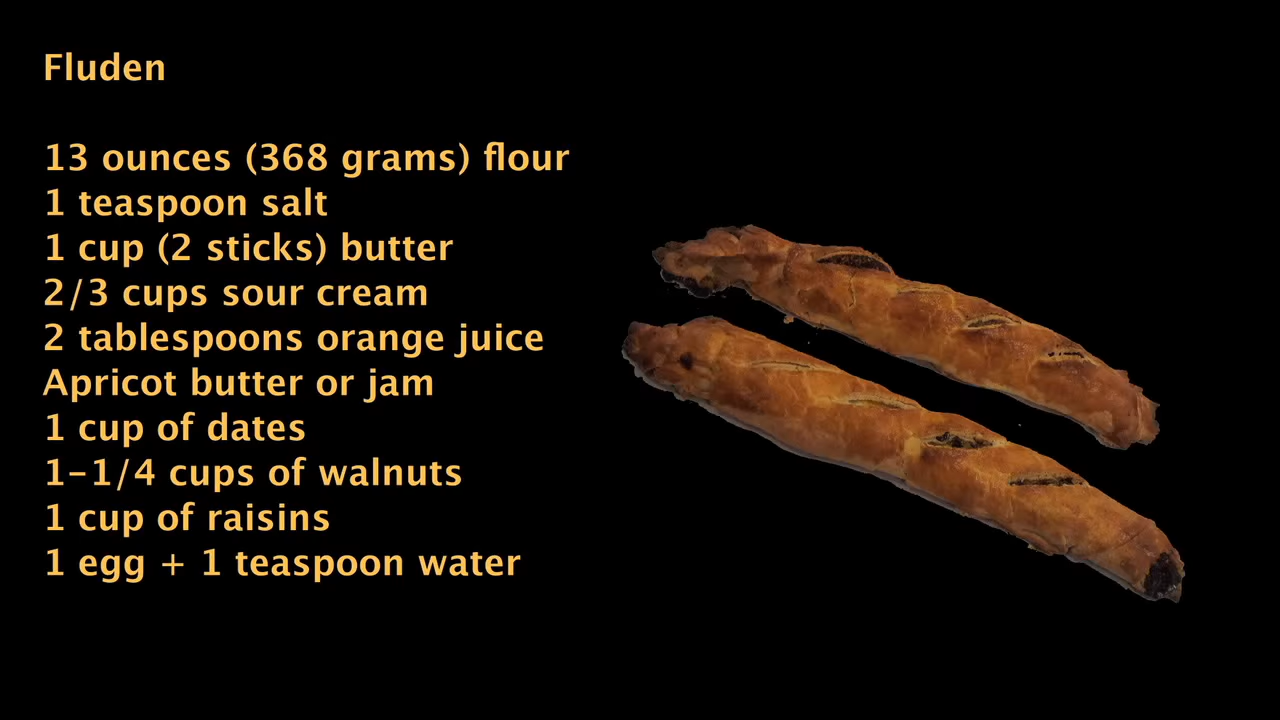 Fluden
13 ounces (368 grams) flour
1 teaspoon salt
1 cup (2 sticks) butter
2/3 cups sour cream
2 tablespoons orange juice
Apricot butter or jam
1 cup of dates
1-1/4 cups of walnuts
1 cup of raisins
1 egg + 1 teaspoon water